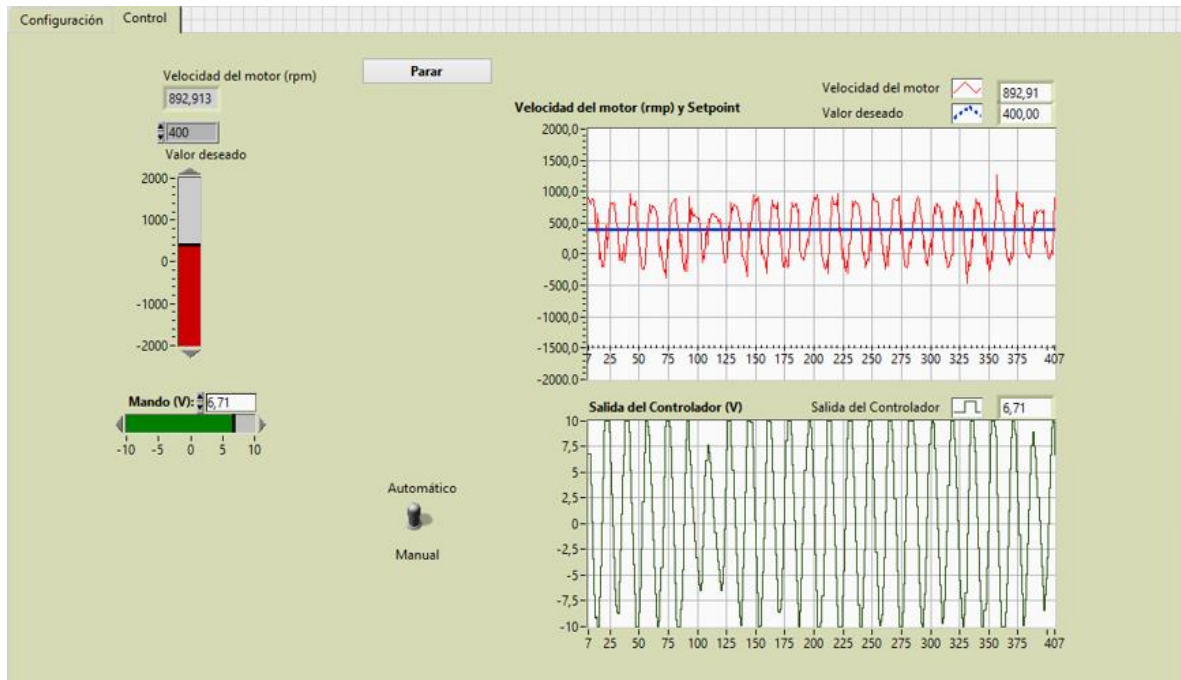 Configuración
Control
Velocidad del motor (rpm)
892,913
400
Valor deseado
2000
1000
0
-1000
-2000
Mando (V):
6,71
-10 -5 0 5 10
Parar
Automático
Manual
Velocidad del motor (rmp) y Setpoint
Velocidad del motor
892,91
Valor deseado
400,00
2000,0
1500,0
1000,0
500,0
0,0
-500,0
-1000,0
-1500,0
-2000,0
7 25 50 75 100 125 150 175 200 225 250 275 300 325 350 375 407
Salida del Controlador (V)
Salida del Controlador
6,71
10
7,5
5
2,5
0
-2,5
-5
-7,5
-10
7 25 50 75 100 125 150 175 200 225 250 275 300 325 350 375 407